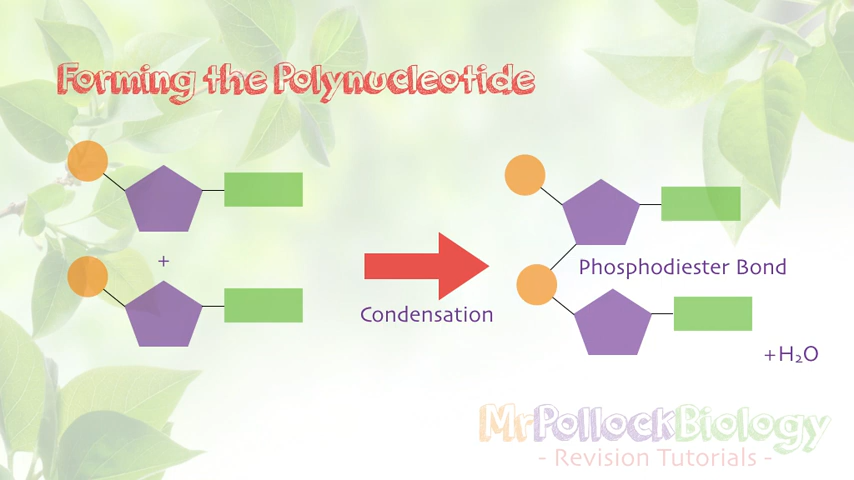 Forming the Polynucleotide
+
Condensation
Phosphodiester Bond
+H₂O
MrPollockBiology
- Revision Tutorials -